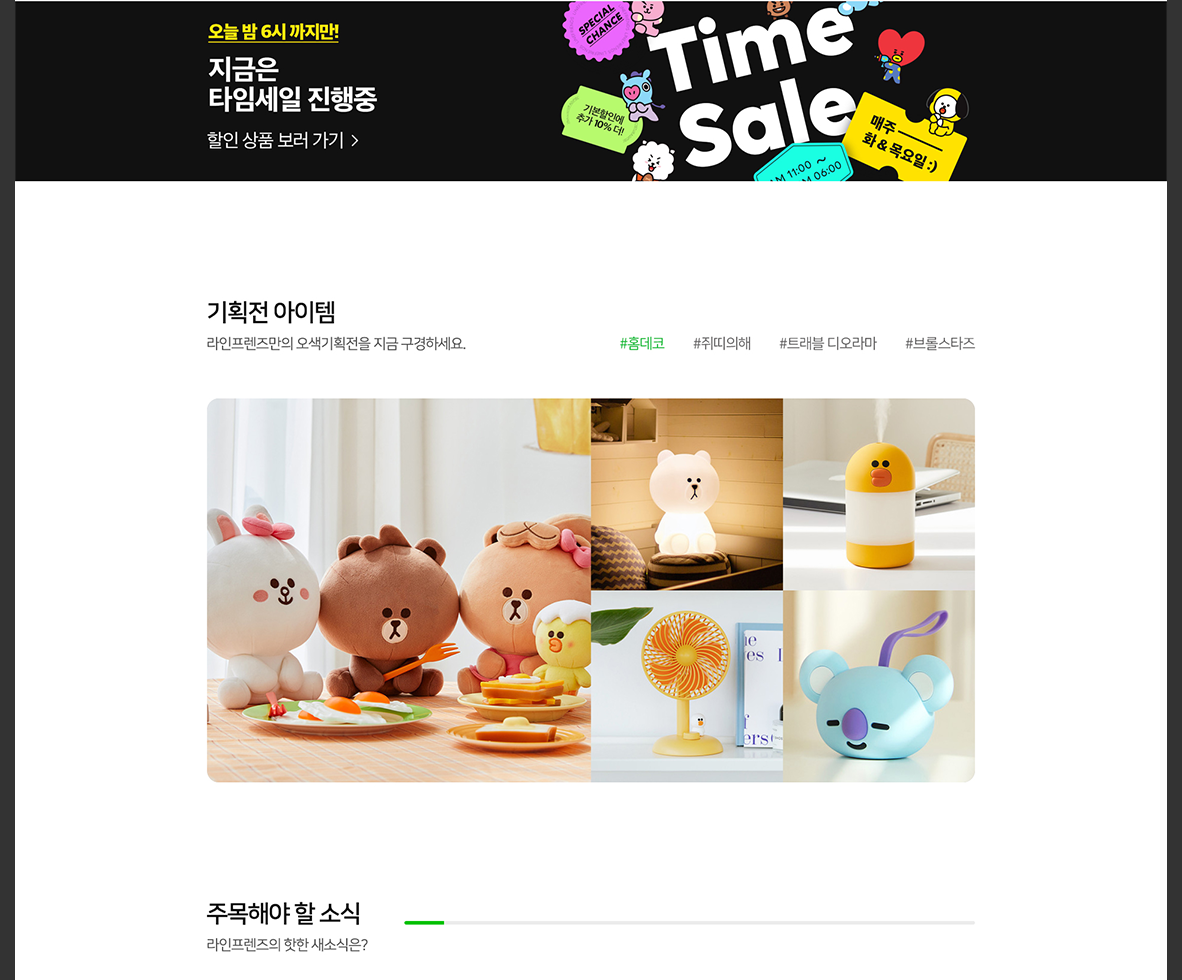 오늘 밤 6시 까지만!
지금은
타임세일 진행중
할인 상품 보러 가기 >
SPECIAL
CHANCE
Time
Sale
기본할인에
추가 10% 더!
매주
화 & 목요일 :)
AM 11:00 ~
06:00
기획전 아이템
라인프렌즈만의 오색기획전을 지금 구경하세요.
#홈데코 #쥐띠의해 #트래블 디오라마 #브롤스타즈
주목해야 할 소식
라인프렌즈의 핫한 새소식은?